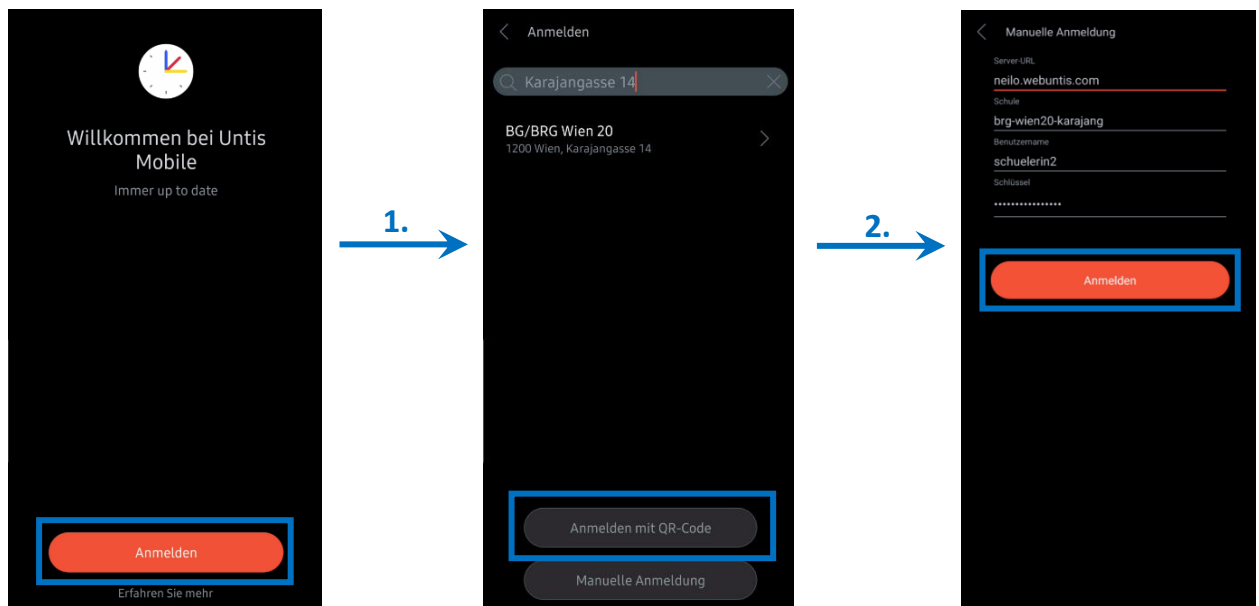 Willkommen bei Untis
Mobile
Immer up to date
Anmelden
Erfahren Sie mehr
1.
Anmelden
Karajangasse 14
BG/BRG Wien 20
1200 Wien, Karajangasse 14
Anmelden mit QR-Code
Manuelle Anmeldung
2.
Manuelle Anmeldung
Server-URL
neilo.webuntis.com
Schule
brg-wien20-karajang
Benutzername
schuelerin2
Schlüssel
••••••••••••••••
Anmelden